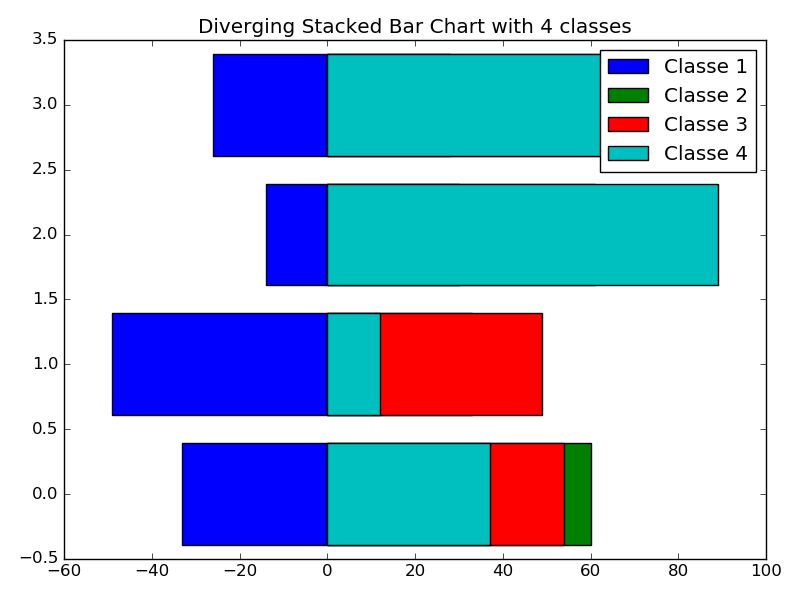 Diverging Stacked Bar Chart with 4 classes
3.5
3.0
2.5
2.0
1.5
1.0
0.5
0.0
−0.5
−60 −40 −20 0 20 40 60 80 100
Classe 1
Classe 2
Classe 3
Classe 4